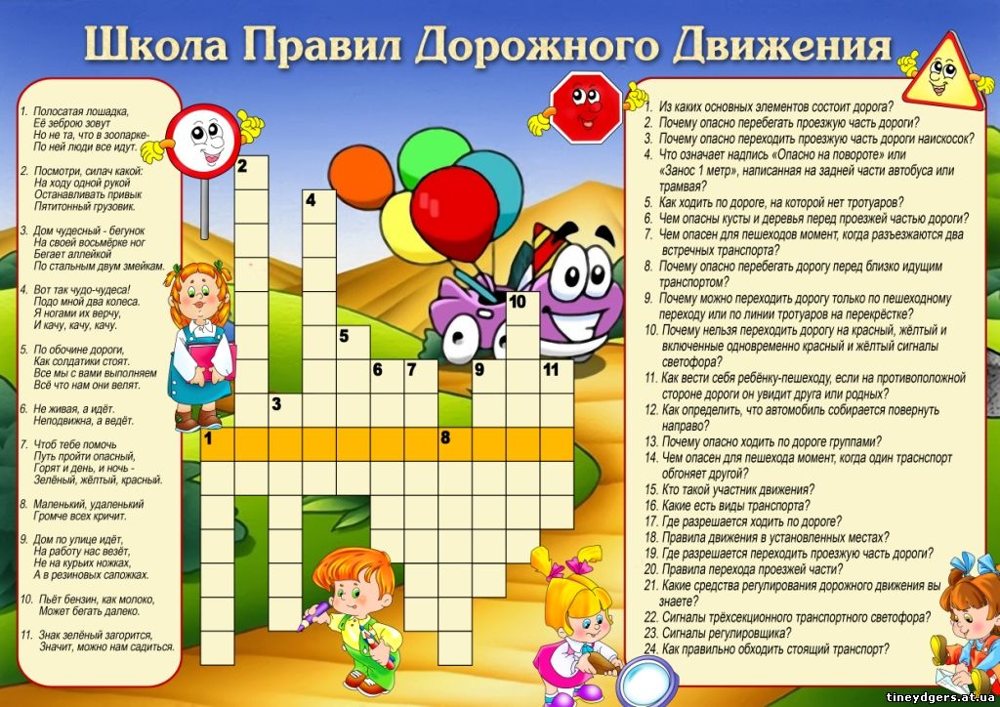 Школа Правил Дорожного Движения
1. Полосатая лошадка,
Её зеброю зовут
Но не та, что в зоопарке-
По ней люди все идут.
2. Посмотри, силач какой:
На ходу одной рукой
Останавливать привык
Пятитонный грузовик.
3. Дом чудесный - бегунок
На своей восьмёрке ног
Бегает аллейкой
По стальным двум змейкам.
4. Вот так чудо-чудеса!
Подо мной два колеса.
Я ногами их верчу,
И качу, качу, качу.
5. По обочине дороги,
Как солдатики стоят.
Все мы с вами выполняем
Всё что нам они велят.
6. Не живая, а идёт.
Неподвижна, а ведёт.
7. Чтоб тебе помочь
Путь пройти опасный,
Горят и день, и ночь -
Зелёный, жёлтый, красный.
8. Маленький, удаленький
Громче всех кричит.
9. Дом по улице идёт,
На работу нас везёт,
Не на курьих ножках,
А в резиновых сапожках.
10. Пьёт бензин, как молоко,
Может бегать далеко.
11. Знак зелёный загорится,
Значит, можно нам садиться.
2
4
10
5
6 7 9 11
3
1 8
1. Из каких основных элементов состоит дорога?
2. Почему опасно перебегать проезжую часть дороги?
3. Почему опасно переходить проезжую часть дороги наискосок?
4. Что означает надпись «Опасно на повороте» или
«Занос 1 метр», написанная на задней части автобуса или
трамвая?
5. Как ходить по дороге, на которой нет тротуаров?
6. Чем опасны кусты и деревья перед проезжей частью дороги?
7. Чем опасен для пешеходов момент, когда разъезжаются два
встречных транспорта?
8. Почему опасно перебегать дорогу перед близко идущим
транспортом?
9. Почему можно переходить дорогу только по пешеходному
переходу или по линии тротуаров на перекрёстке?
10. Почему нельзя переходить дорогу на красный, жёлтый и
включенные одновременно красный и жёлтый сигналы
светофора?
11. Как вести себя ребёнку-пешеходу, если на противоположной
стороне дороги он увидит друга или родных?
12. Как определить, что автомобиль собирается повернуть
направо?
13. Почему опасно ходить по дороге группами?
14. Чем опасен для пешехода момент, когда один траснспорт
обгоняет другой?
15. Кто такой участник движения?
16. Какие есть виды транспорта?
17. Где разрешается ходить по дороге?
18. Правила движения в установленных местах?
19. Где разрешается переходить проезжую часть дороги?
20. Правила перехода проезжей части?
21. Какие средства регулирования дорожного движения вы
знаете?
22. Сигналы трёхсекционного транспортного светофора?
23. Сигналы регулировщика?
24. Как правильно обходить стоящий транспорт?
tineydgers.at.ua